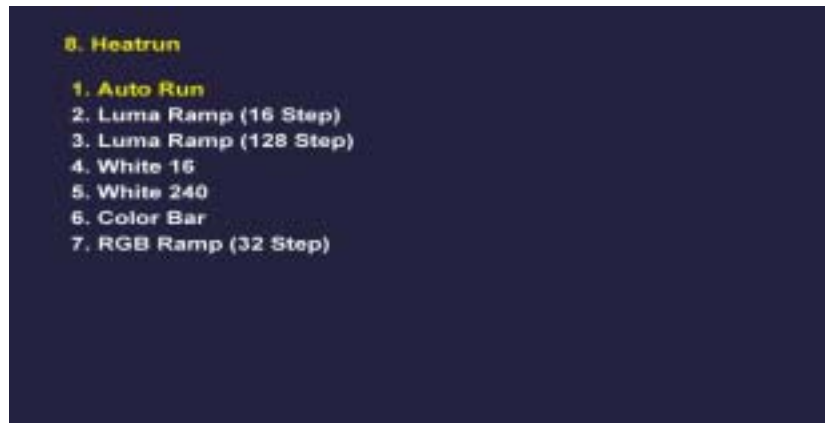 8. Heatrun
1. Auto Run
2. Luma Ramp (16 Step)
3. Luma Ramp (128 Step)
4. White 16
5. White 240
6. Color Bar
7. RGB Ramp (32 Step)